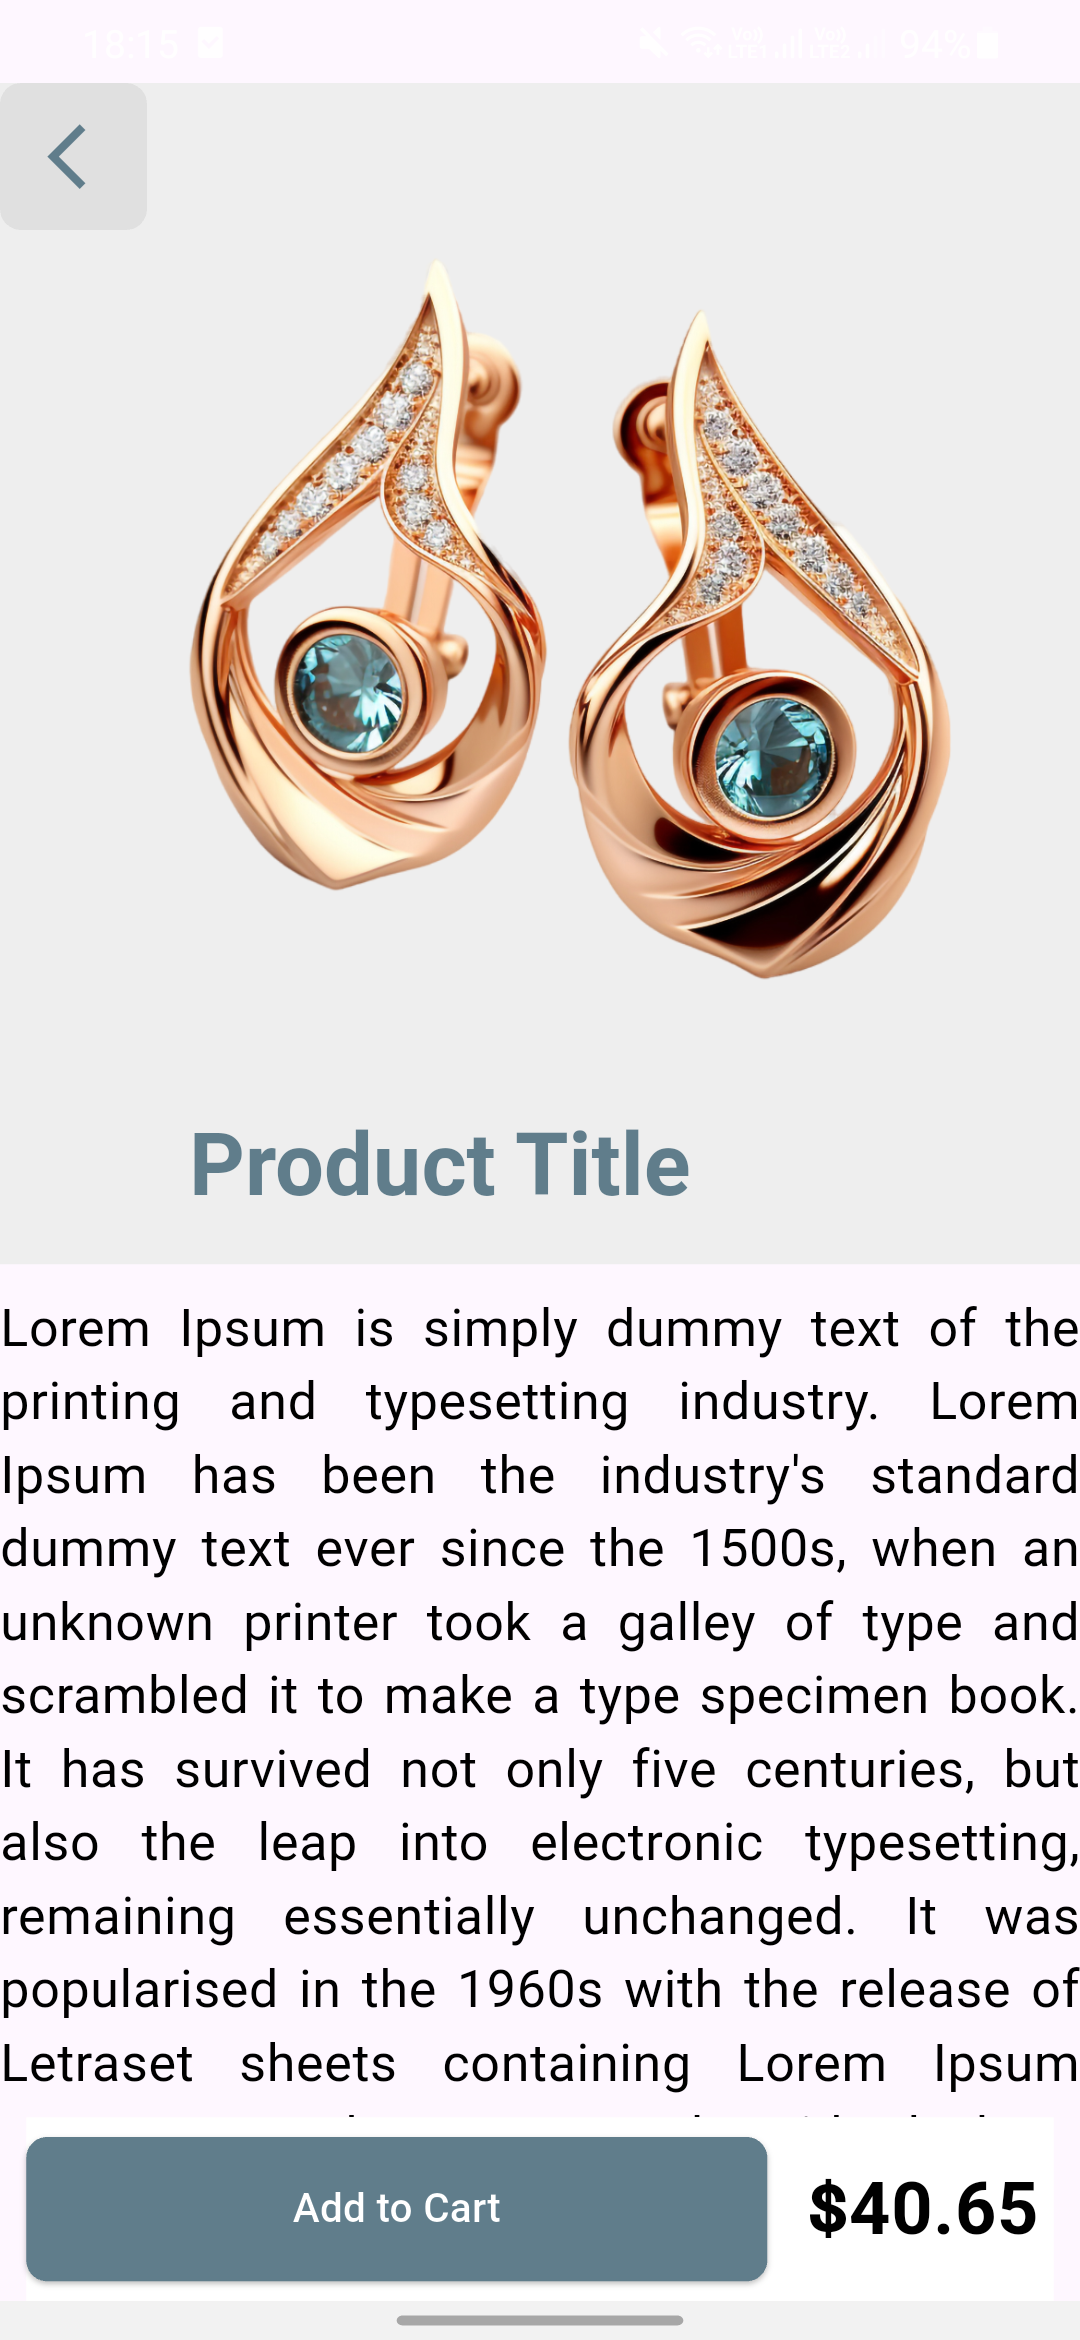 18:15
Vo)) LTE1 Vo)) LTE2 94%
Product Title
Lorem Ipsum is simply dummy text of the
printing and typesetting industry. Lorem
Ipsum has been the industry's standard
dummy text ever since the 1500s, when an
unknown printer took a galley of type and
scrambled it to make a type specimen book.
It has survived not only five centuries, but
also the leap into electronic typesetting,
remaining essentially unchanged. It was
popularised in the 1960s with the release of
Letraset sheets containing Lorem Ipsum
Add to Cart
$40.65